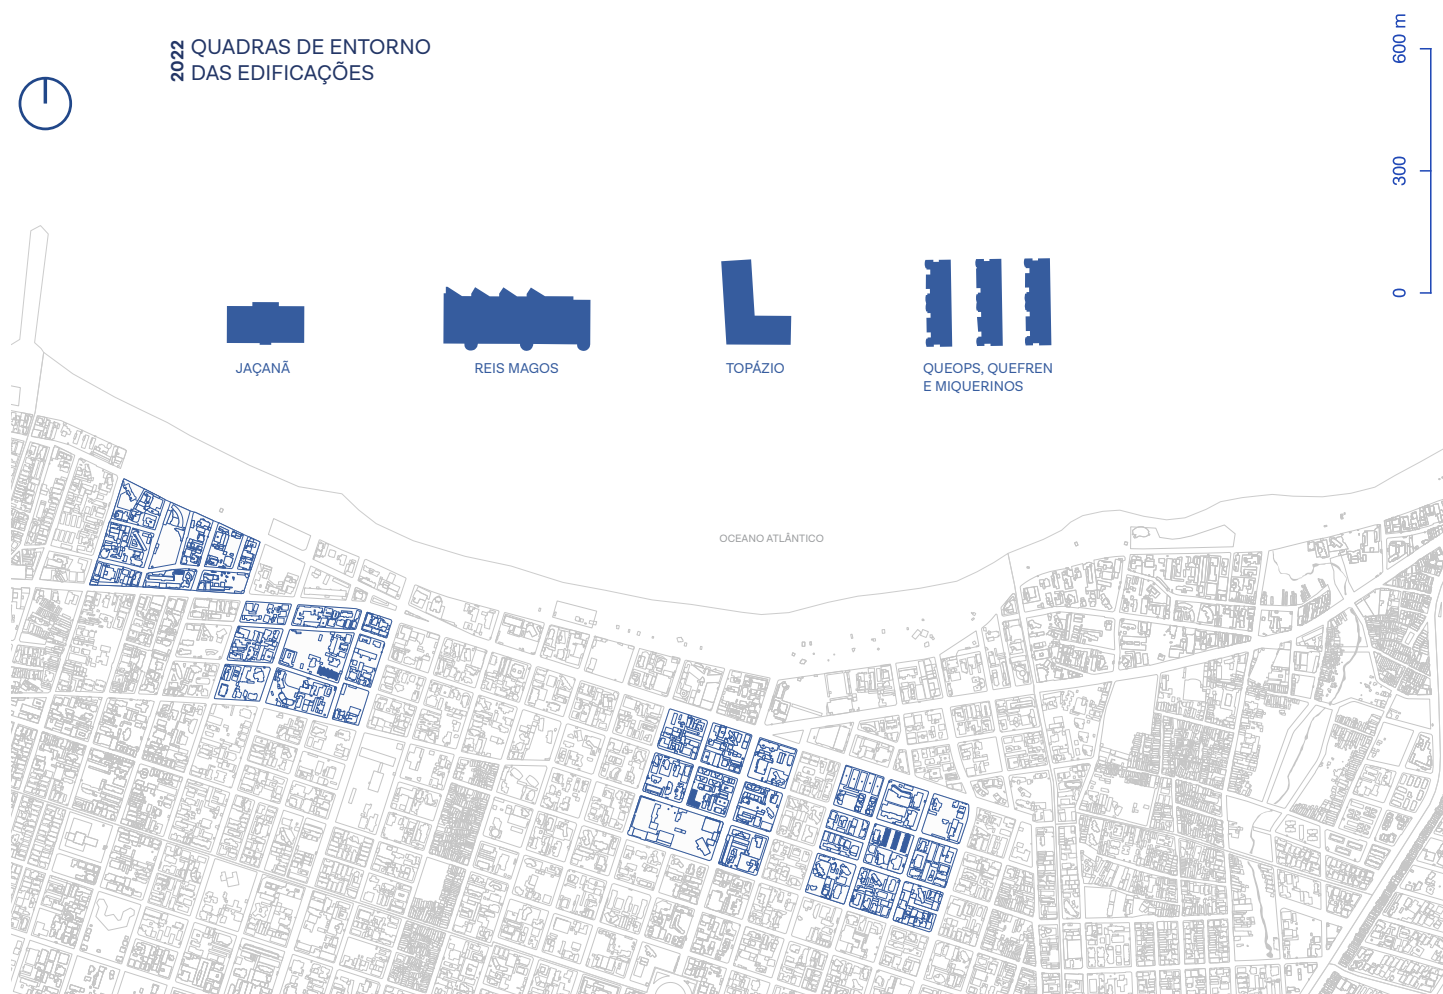 2022
QUADRAS DE ENTORNO
DAS EDIFICAÇÕES
600 m
300
0
JAÇANÃ
REIS MAGOS
TOPÁZIO
QUEOPS, QUEFREN
E MIQUERINOS
OCEANO ATLÂNTICO